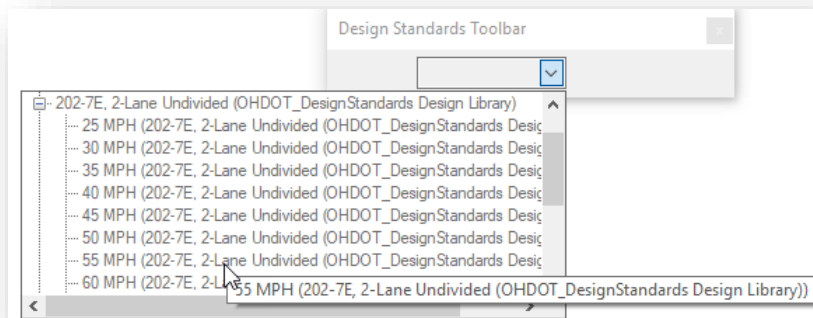 Design Standards Toolbar
x
202-7E, 2-Lane Undivided (OHDOT_DesignStandards Design Library)
25 MPH (202-7E, 2-Lane Undivided (OHDOT_DesignStandards Desig
30 MPH (202-7E, 2-Lane Undivided (OHDOT_DesignStandards Desig
35 MPH (202-7E, 2-Lane Undivided (OHDOT_DesignStandards Desig
40 MPH (202-7E, 2-Lane Undivided (OHDOT_DesignStandards Desig
45 MPH (202-7E, 2-Lane Undivided (OHDOT_DesignStandards Desig
50 MPH (202-7E, 2-Lane Undivided (OHDOT_DesignStandards Desig
55 MPH (202-7E, 2-Lane Undivided (OHDOT_DesignStandards Desig
60 MPH (202-7E, 2-L
55 MPH (202-7E, 2-Lane Undivided (OHDOT_DesignStandards Design Library))